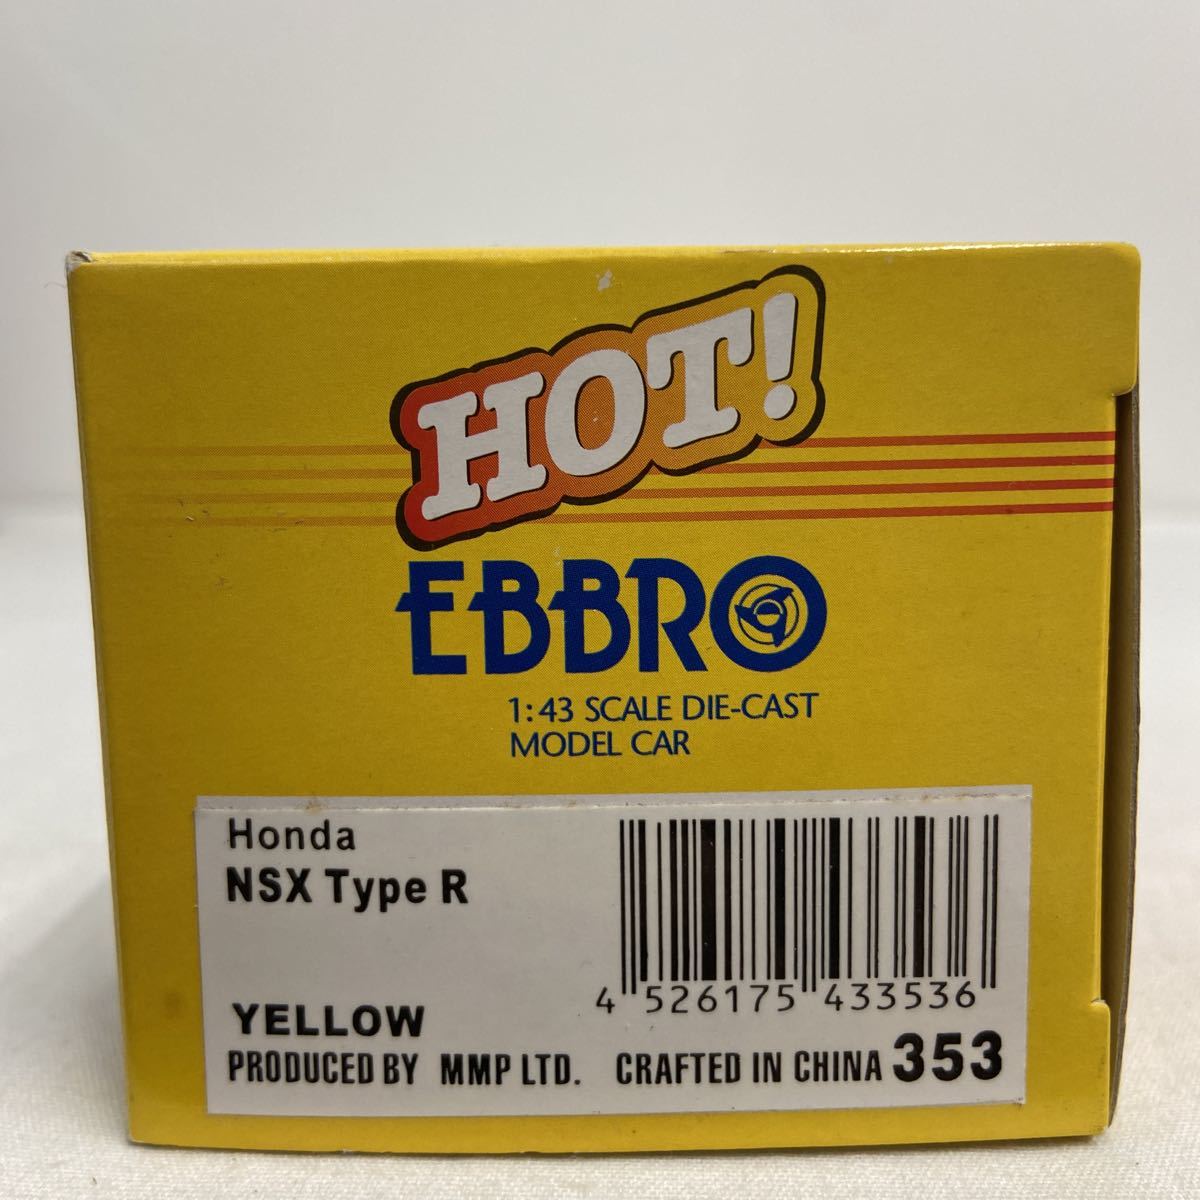 HOT!
EBBRO
1:43 SCALE DIE-CAST
MODEL CAR
Honda
NSX Type R
4 526175 433536
YELLOW
PRODUCED BY MMP LTD. CRAFTED IN CHINA 353